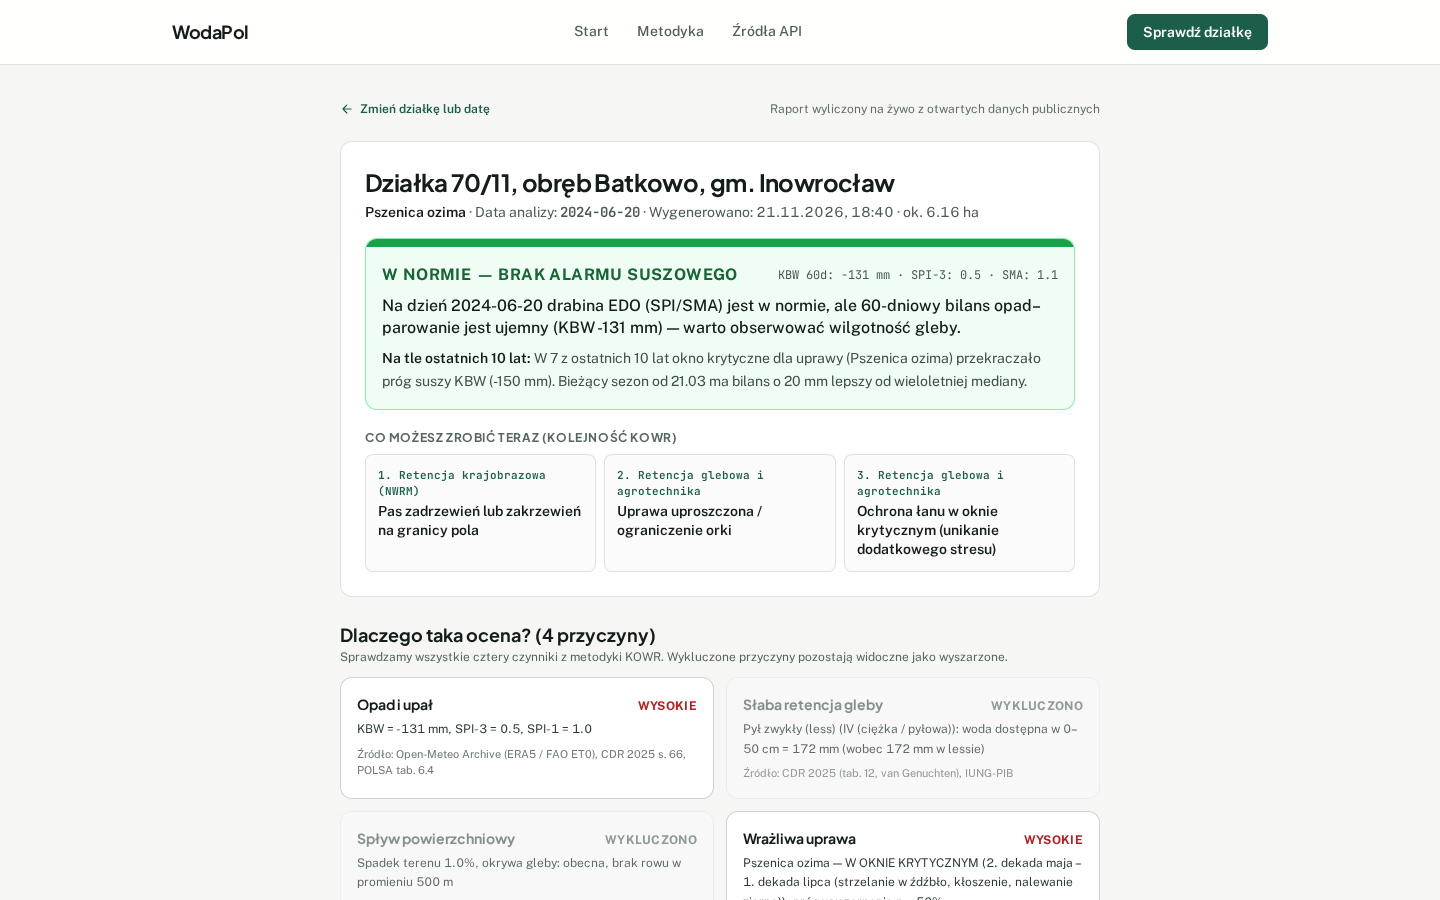 WodaPol
Start
Metodyka
Źródła API
Sprawdź działkę
← Zmień działkę lub datę
Raport wyliczony na żywo z otwartych danych publicznych
Działka 70/11, obręb Batkowo, gm. Inowrocław
Pszenica ozima · Data analizy: 2024-06-20 · Wygenerowano: 21.11.2026, 18:40 · ok. 6.16 ha
W NORMIE — BRAK ALARMU SUSZOWEGO
KBW 60d: -131 mm · SPI-3: 0.5 · SMA: 1.1
Na dzień 2024-06-20 drabina EDO (SPI/SMA) jest w normie, ale 60-dniowy bilans opad–
parowanie jest ujemny (KBW -131 mm) — warto obserwować wilgotność gleby.
Na tle ostatnich 10 lat: W 7 z ostatnich 10 lat okno krytyczne dla uprawy (Pszenica ozima) przekraczało
próg suszy KBW (-150 mm). Bieżący sezon od 21.03 ma bilans o 20 mm lepszy od wieloletniej mediany.
CO MOŻESZ ZROBIĆ TERAZ (KOLEJNOŚĆ KOWR)
1. Retencja krajobrazowa
(NWRM)
Pas zadrzewień lub zakrzewień
na granicy pola
2. Retencja glebowa i
agrotechnika
Uprawa uproszczona /
ograniczenie orki
3. Retencja glebowa i
agrotechnika
Ochrona łanu w oknie
krytycznym (unikanie
dodatkowego stresu)
Dlaczego taka ocena? (4 przyczyny)
Sprawdzamy wszystkie cztery czynniki z metodyki KOWR. Wykluczone przyczyny pozostają widoczne jako wyszarzone.
Opad i upał
WYSOKIE
KBW = -131 mm, SPI-3 = 0.5, SPI-1 = 1.0
Źródło: Open-Meteo Archive (ERA5 / FAO ET0), CDR 2025 s. 66,
POLSA tab. 6.4
Słaba retencja gleby
WYKLUCZONO
Pył zwykły (less) (IV (ciężka / pyłowa)): woda dostępna w 0–
50 cm = 172 mm (wobec 172 mm w lessie)
Źródło: CDR 2025 (tab. 12, van Genuchten), IUNG-PIB
Spływ powierzchniowy
WYKLUCZONO
Spadek terenu 1.0%, okrywa gleby: obecna, brak rowu w
promieniu 500 m
Wrażliwa uprawa
WYSOKIE
Pszenica ozima — W OKNIE KRYTYCZNYM (2. dekada maja –
1. dekada lipca (strzelanie w źdźbło, kłoszenie, nalewanie